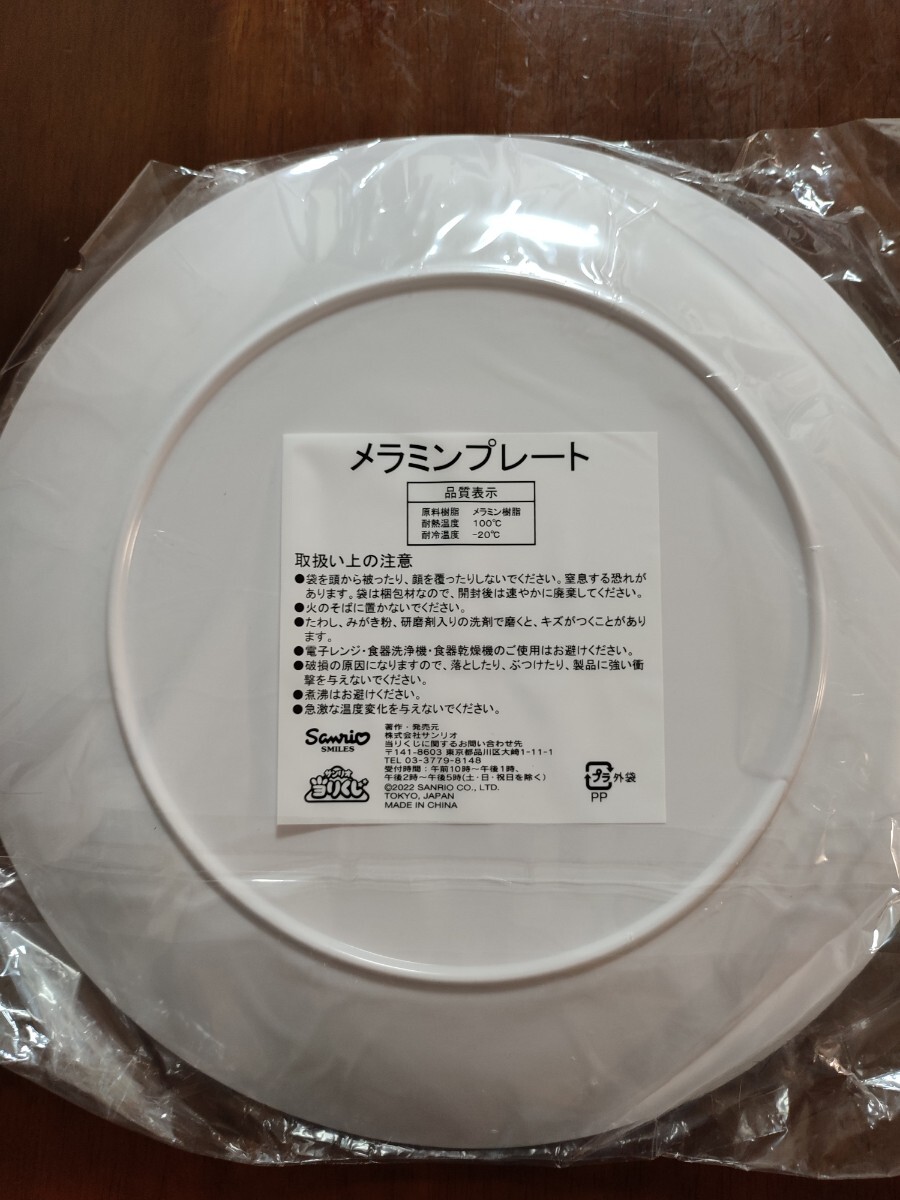 メラミンプレート
品質表示
原料樹脂 メラミン樹脂
耐熱温度 100℃
耐冷温度 -20℃
取扱い上の注意
●袋を頭から被ったり、顔を覆ったりしないでください。窒息する恐れが
あります。袋は梱包材なので、開封後は速やかに廃棄してください。
●火のそばに置かないでください。
●たわし、みがき粉、研磨剤入りの洗剤で磨くと、キズがつくことがあり
ます。
●電子レンジ・食器洗浄機・食器乾燥機のご使用はお避けください。
●破損の原因になりますので、落としたり、ぶつけたり、製品に強い衝
撃を与えないでください。
●煮沸はお避けください。
●急激な温度変化を与えないでください。
Sanrio
SMILES
サンリオ
当りくじ
著作・発売元
株式会社サンリオ
当りくじに関するお問い合わせ先
〒141-8603 東京都品川区大崎1-11-1
TEL 03-3779-8148
受付時間：午前10時～午後1時、
午後2時～午後5時(土・日・祝日を除く)
©2022 SANRIO CO., LTD.
TOKYO, JAPAN
MADE IN CHINA
プラ 外袋
PP